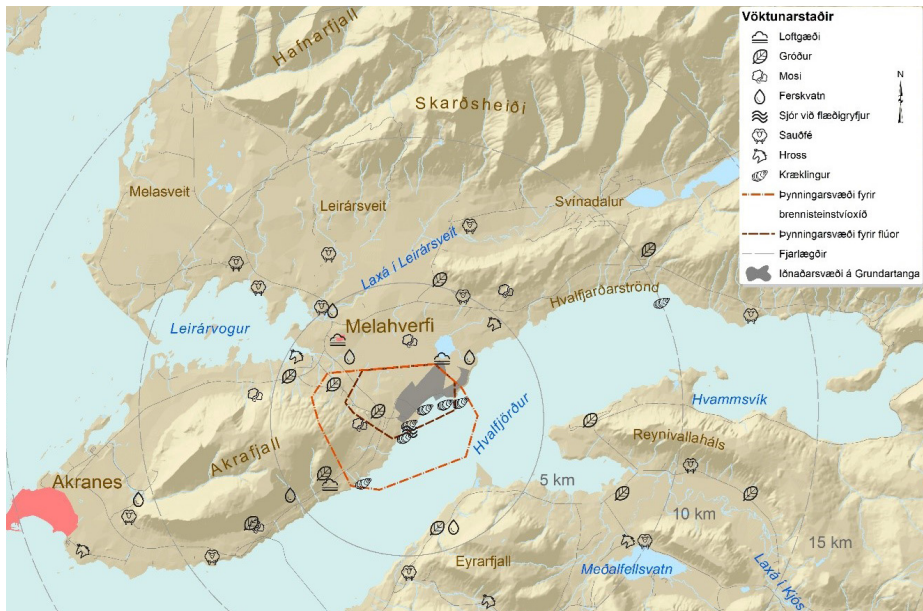 Vöktunarstaðir
Loftgæði
Gróður
Mosi
Ferskvatn
Sjór við flæðigryfjur
Sauðfé
Hross
Kræklingur
Þynningarsvæði fyrir
brennisteinstvíoxíð
Þynningarsvæði fyrir flúor
Fjarlægðir
Iðnaðarsvæði á Grundartanga
N
Hafnarfjall
Skarðsheiði
Melasveit
Leirársveit
Svínadalur
Laxá í Leirársveit
Hvalfjarðarströnd
Leirárvogur
Melahverfi
Hvammsvík
Hvalfjörður
Reynivallaháls
Akrafjall
Akranes
5 km
10 km
15 km
Eyrarfjall
Meðalfellsvatn
Laxá í Kjós